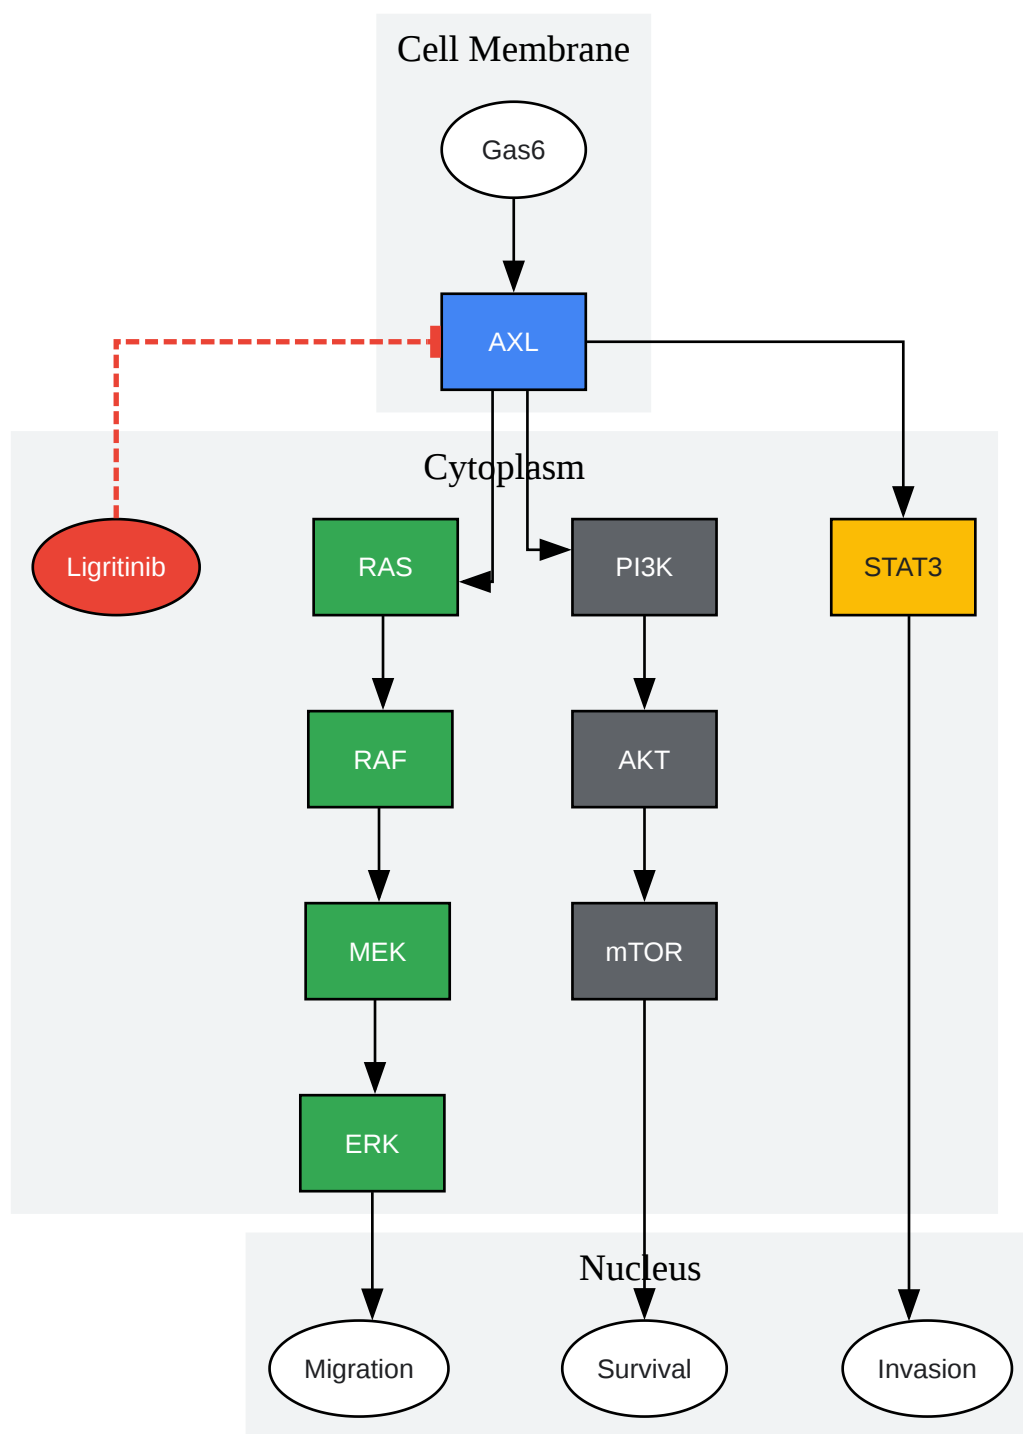 Cell Membrane
Gas6
AXL
Cytoplasm
Ligritinib
RAS
PI3K
STAT3
RAF
AKT
MEK
mTOR
ERK
Nucleus
Migration
Survival
Invasion